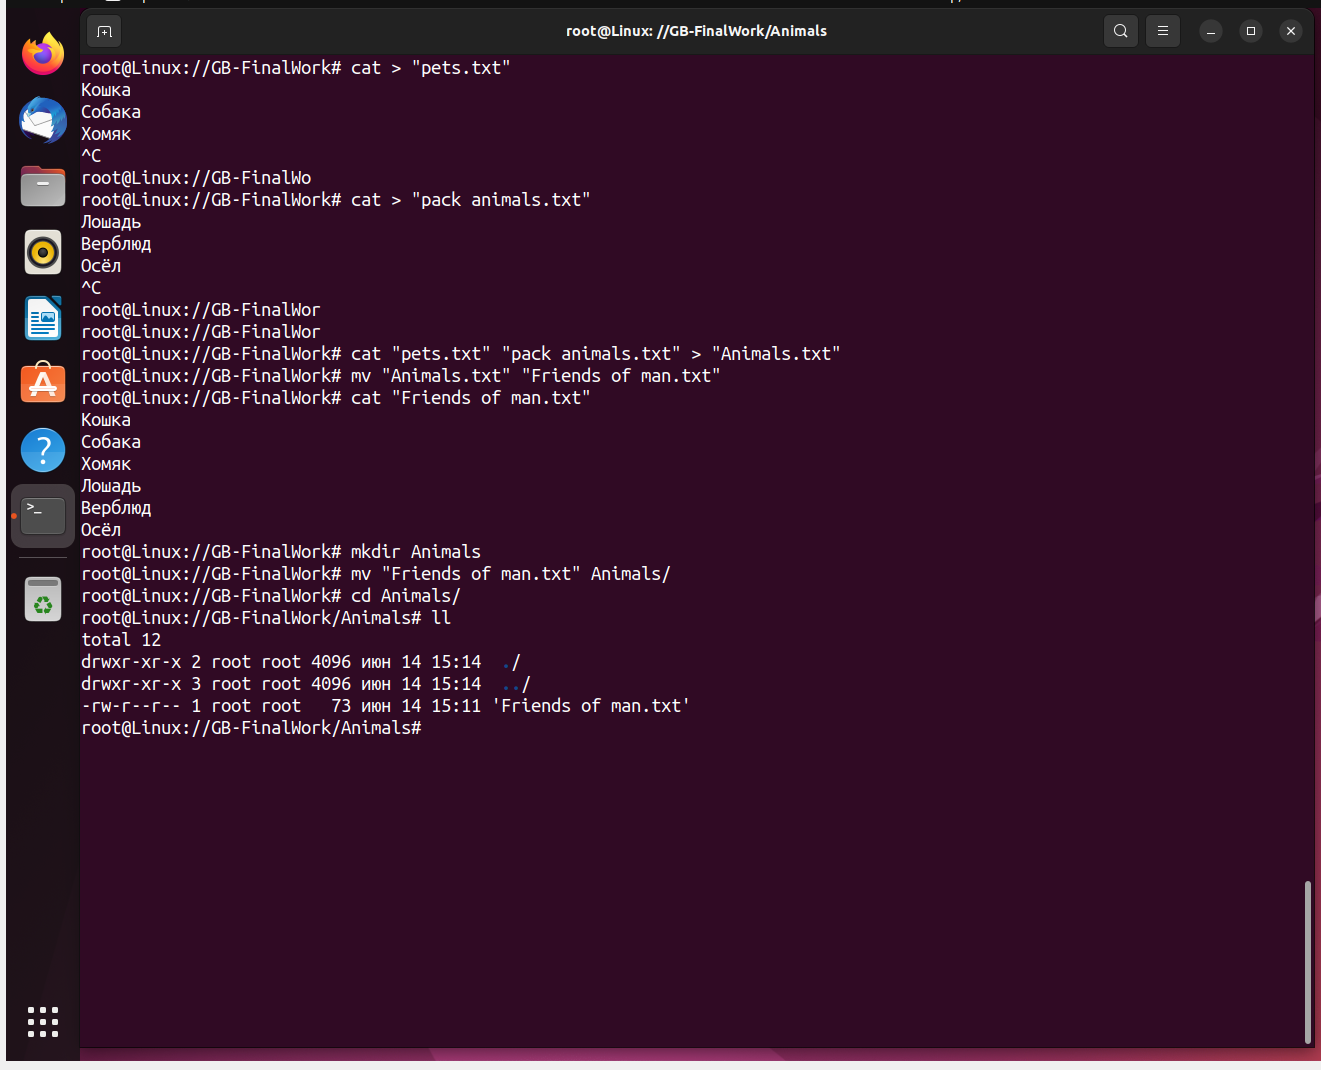 root@Linux: //GB-FinalWork/Animals
root@Linux://GB-FinalWork# cat > "pets.txt"
Кошка
Собака
Хомяк
^C
root@Linux://GB-FinalWo
root@Linux://GB-FinalWork# cat > "pack animals.txt"
Лошадь
Верблюд
Осёл
^C
root@Linux://GB-FinalWor
root@Linux://GB-FinalWor
root@Linux://GB-FinalWork# cat "pets.txt" "pack animals.txt" > "Animals.txt"
root@Linux://GB-FinalWork# mv "Animals.txt" "Friends of man.txt"
root@Linux://GB-FinalWork# cat "Friends of man.txt"
Кошка
Собака
Хомяк
Лошадь
Верблюд
Осёл
root@Linux://GB-FinalWork# mkdir Animals
root@Linux://GB-FinalWork# mv "Friends of man.txt" Animals/
root@Linux://GB-FinalWork# cd Animals/
root@Linux://GB-FinalWork/Animals# ll
total 12
drwxr-xr-x 2 root root 4096 июн 14 15:14  ./
drwxr-xr-x 3 root root 4096 июн 14 15:14  ../
-rw-r--r-- 1 root root   73 июн 14 15:11 'Friends of man.txt'
root@Linux://GB-FinalWork/Animals#